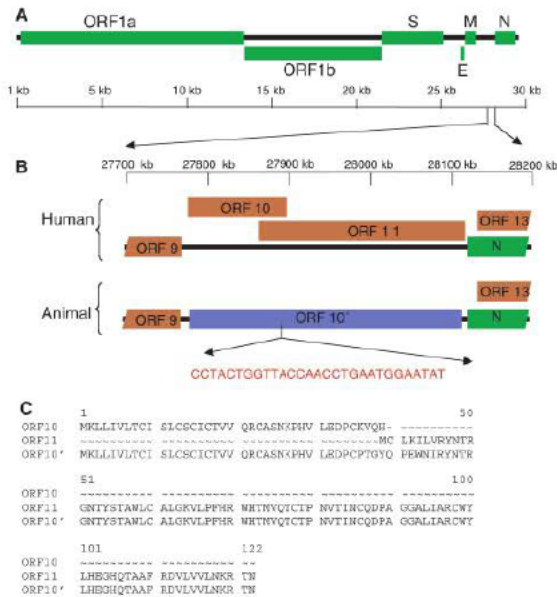 A
ORF1a
S
M
N
ORF1b
E
1 kb 5 kb 10 kb 15 kb 20 kb 25 kb 30 kb
B
27700 kb 27800 kb 27900 kb 28000 kb 28100 kb 28200 kb
Human
ORF 10
ORF 11
ORF 13
ORF 9
N
Animal
ORF 13
ORF 9
ORF 10'
N
CCTACTGGTTACCAACCTGAATGGAATAT
C
1 50
ORF10 MKLLIVLTCI SLCSCICTVV QRCASNKPHV LEDPCKVQH- ~~~~~~~~~~
ORF11 ~~~~~~~~~~ ~~~~~~~~~~ ~~~~~~~~~~ ~~~~~~~~MC LKILVRYNTR
ORF10' MKLLIVLTCI SLCSCICTVV QRCASNKPHV LEDPCPTGYQ PEWNIRYNTR
51 100
ORF10 ~~~~~~~~~~ ~~~~~~~~~~ ~~~~~~~~~~ ~~~~~~~~~~ ~~~~~~~~~~
ORF11 GNTYSTAWLC ALGKVLPFHR WHTMVQTCTP NVTINCQDPA GGALIARCWY
ORF10' GNTYSTAWLC ALGKVLPFHR WHTMVQTCTP NVTINCQDPA GGALIARCWY
101 122
ORF10 ~~~~~~~~~~ ~~~~~~~~~~ ~~
ORF11 LHEGHQTAAF RDVLVVLNKR TN
ORF10' LHEGHQTAAF RDVLVVLNKR TN